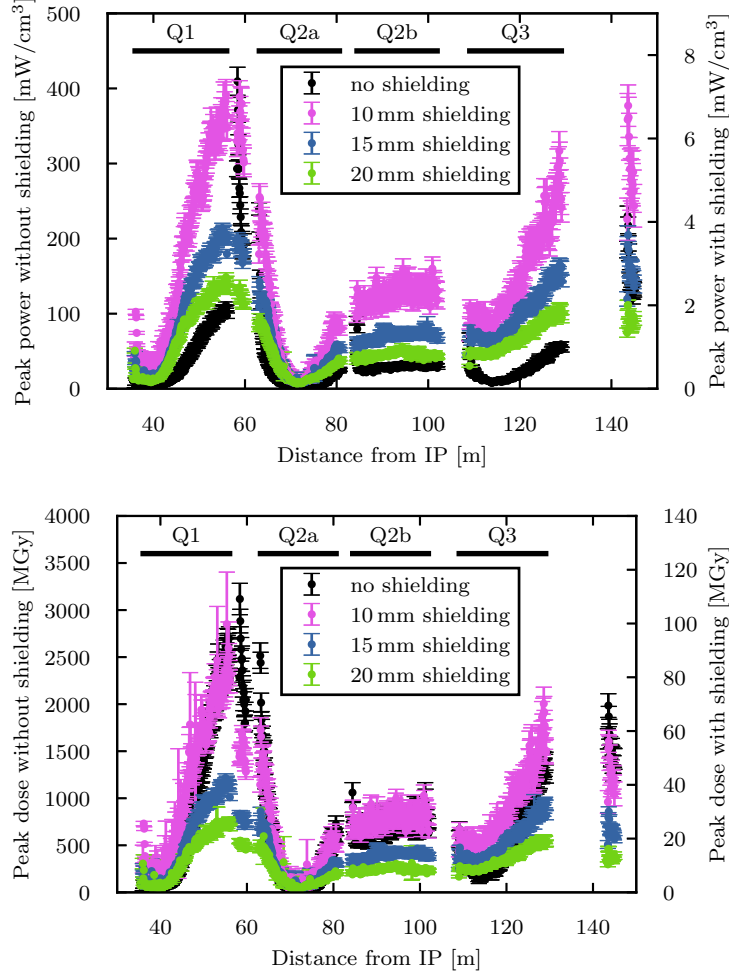 Peak power without shielding [mW/cm³]
500
400
300
200
100
0
Q1 Q2a Q2b Q3
no shielding
10 mm shielding
15 mm shielding
20 mm shielding
8
6
4
2
0
Peak power with shielding [mW/cm³]
40 60 80 100 120 140
Distance from IP [m]
Peak dose without shielding [MGy]
4000
3500
3000
2500
2000
1500
1000
500
0
Q1 Q2a Q2b Q3
no shielding
10 mm shielding
15 mm shielding
20 mm shielding
140
120
100
80
60
40
20
0
Peak dose with shielding [MGy]
40 60 80 100 120 140
Distance from IP [m]